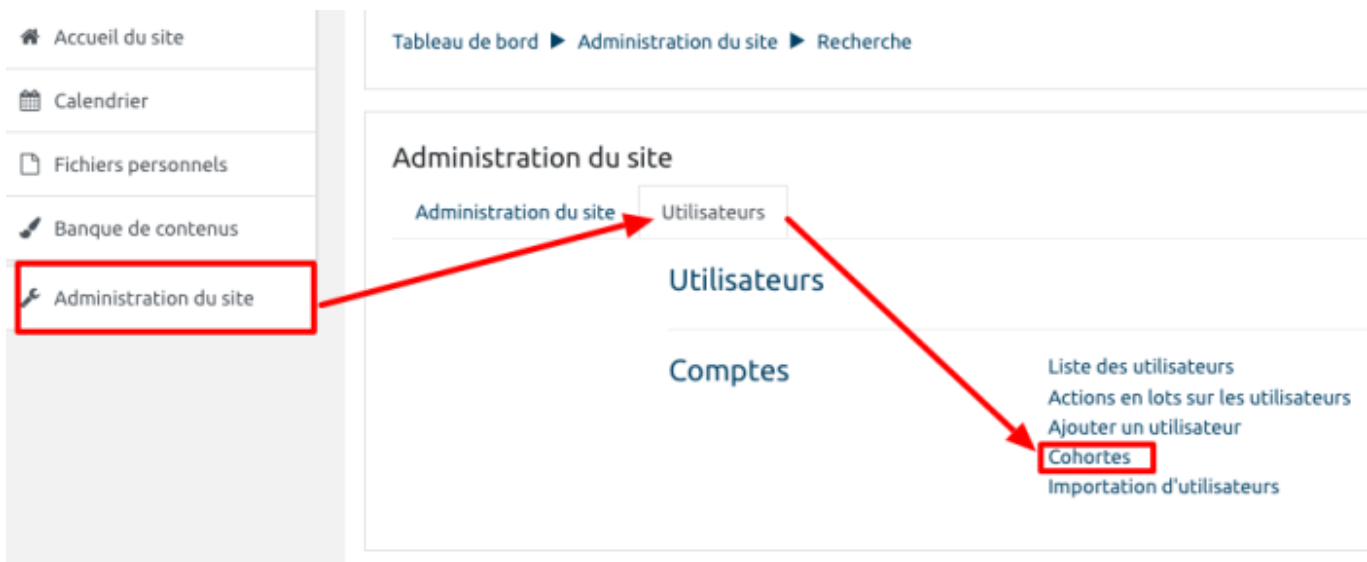 Accueil du site
Calendrier
Fichiers personnels
Banque de contenus
Administration du site
Tableau de bord ▶ Administration du site ▶ Recherche
Administration du site
Administration du site Utilisateurs
Utilisateurs
Comptes
Liste des utilisateurs
Actions en lots sur les utilisateurs
Ajouter un utilisateur
Cohortes
Importation d'utilisateurs